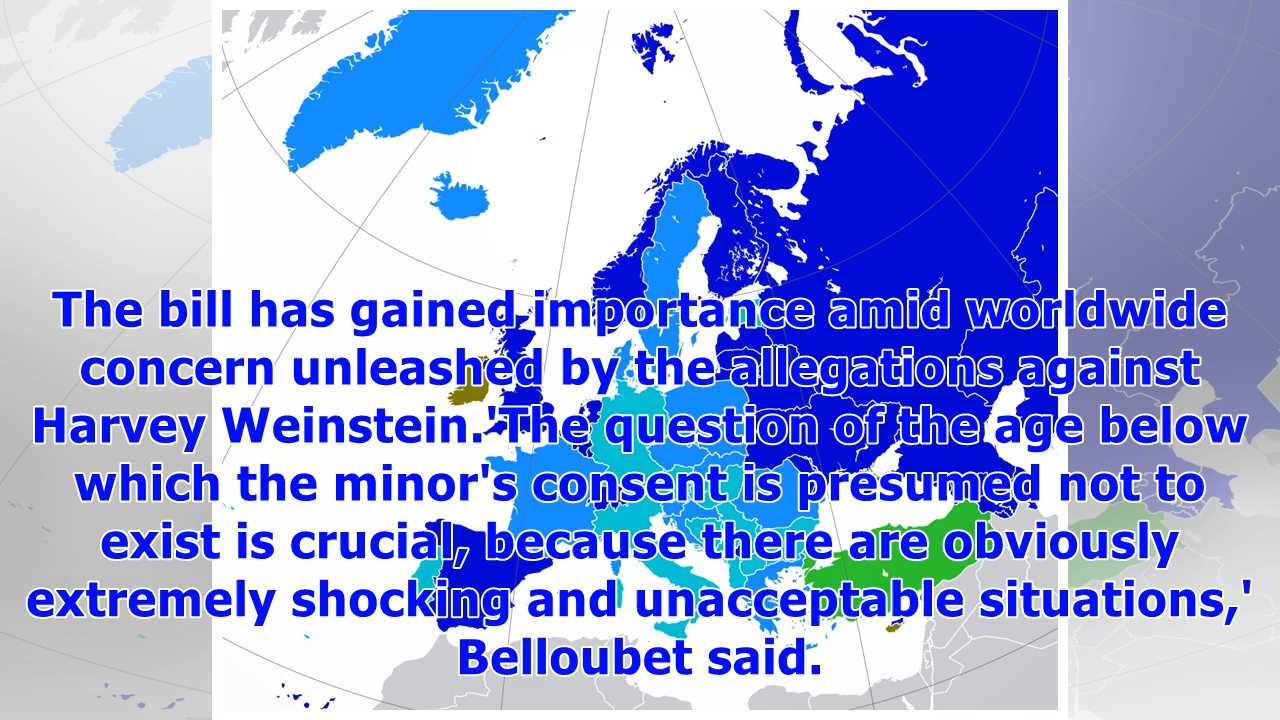 The bill has gained importance amid worldwide
concern unleashed by the allegations against
Harvey Weinstein.'The question of the age below
which the minor's consent is presumed not to
exist is crucial, because there are obviously
extremely shocking and unacceptable situations,'
Belloubet said.